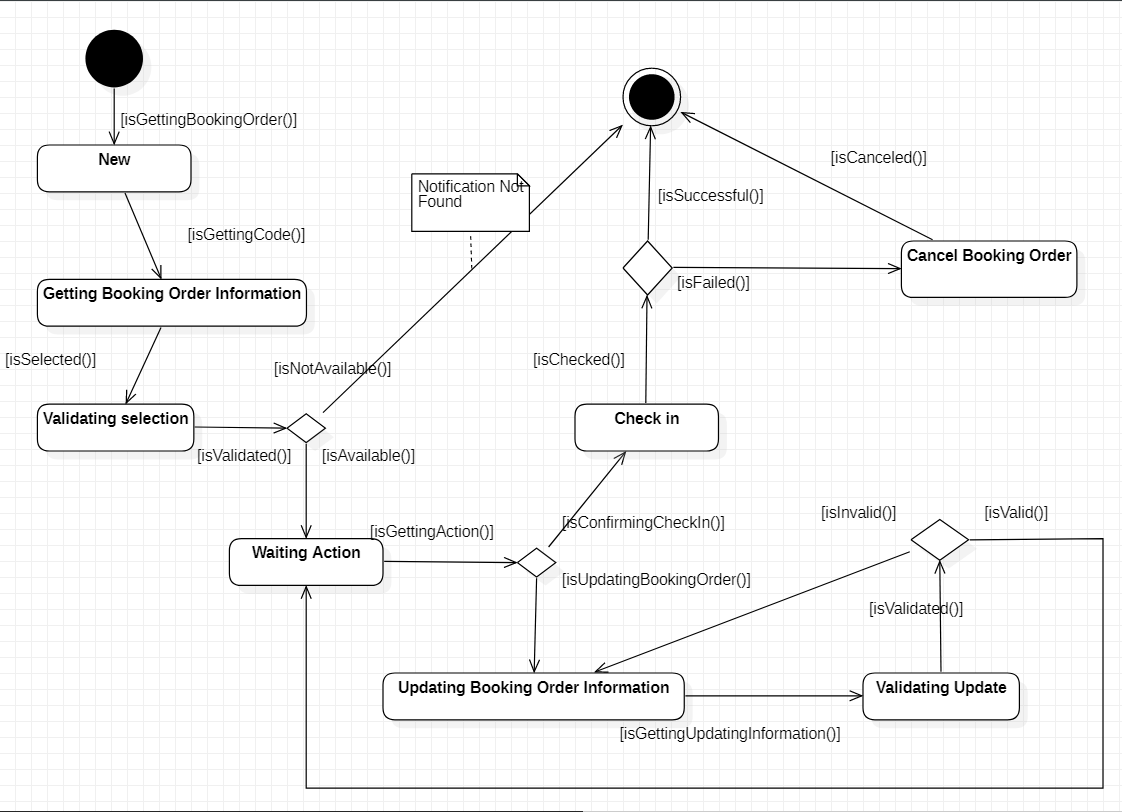 [isGettingBookingOrder()]
New
[isCanceled()]
Notification Not
Found
[isSuccessful()]
[isGettingCode()]
Cancel Booking Order
[isFailed()]
Getting Booking Order Information
[isSelected()]
[isNotAvailable()]
[isChecked()]
Validating selection
Check in
[isValidated()]
[isAvailable()]
[isGettingAction()]
[isConfirmingCheckIn()]
[isInvalid()]
[isValid()]
Waiting Action
[isUpdatingBookingOrder()]
[isValidated()]
Updating Booking Order Information
Validating Update
[isGettingUpdatingInformation()]